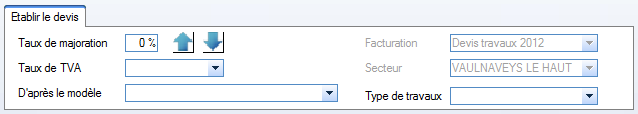 Etablir le devis
Taux de majoration 0 % Facturation Devis travaux 2012
Taux de TVA Secteur VAULNAVEYS LE HAUT
D'après le modèle Type de travaux